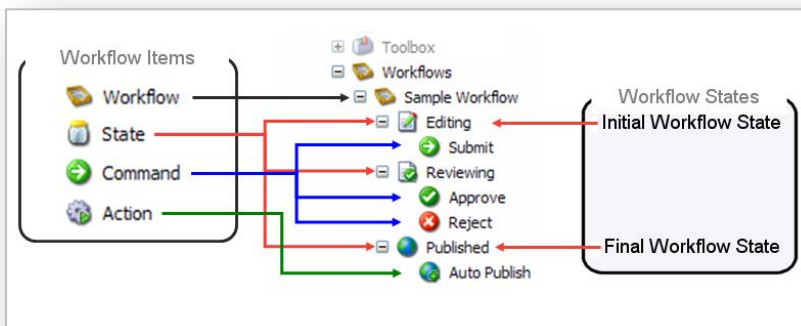 Workflow Items
Workflow
State
Command
Action
Toolbox
Workflows
Sample Workflow
Editing
Submit
Reviewing
Approve
Reject
Published
Auto Publish
Workflow States
Initial Workflow State
Final Workflow State